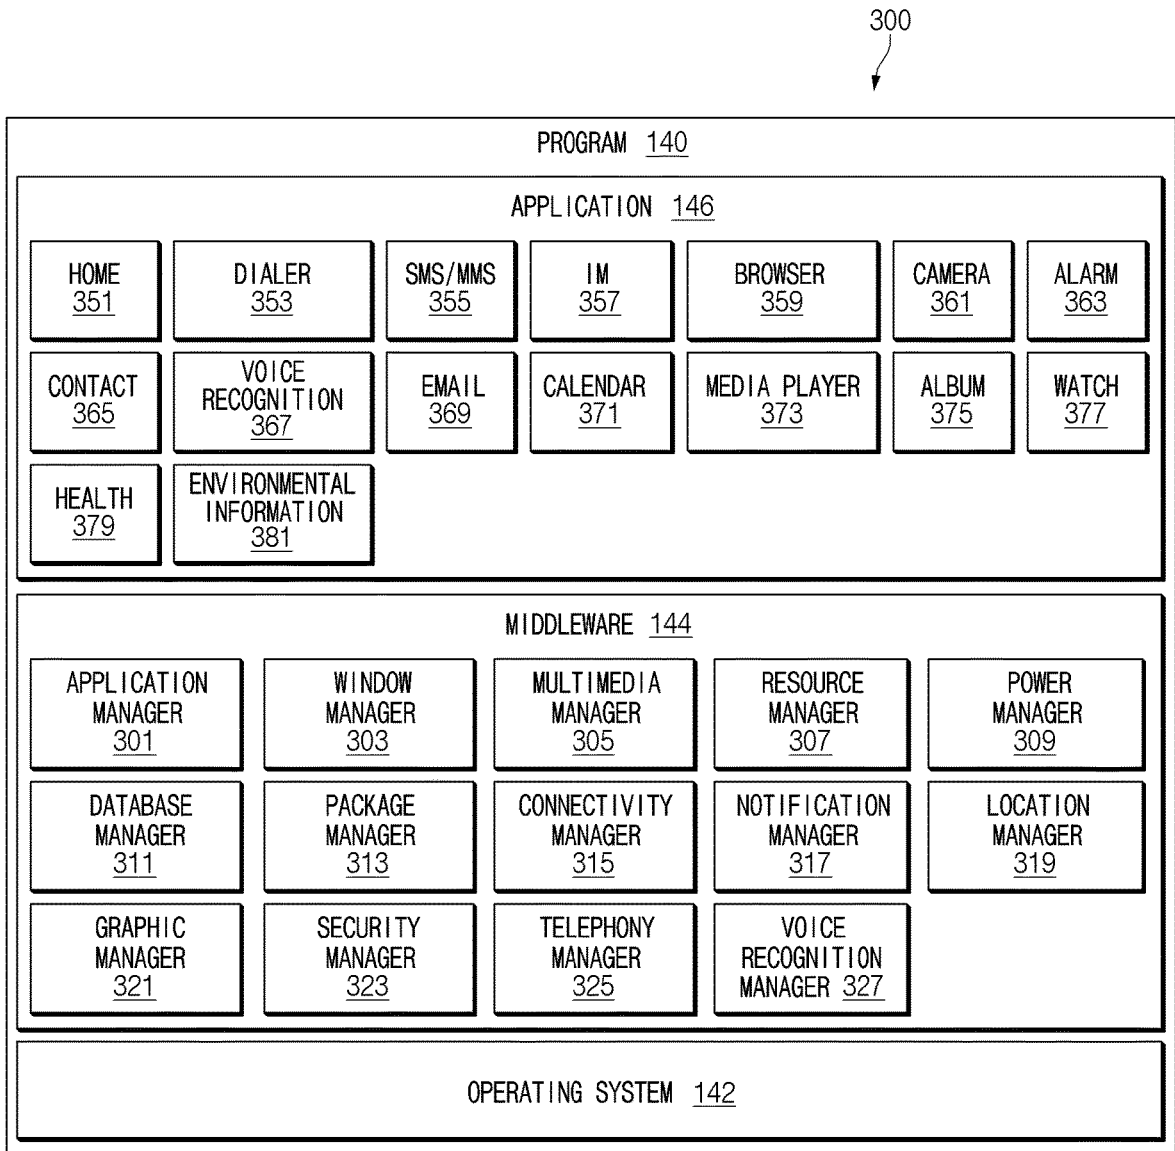 300
PROGRAM 140
APPLICATION 146
HOME
351
DIALER
353
SMS/MMS
355
IM
357
BROWSER
359
CAMERA
361
ALARM
363
CONTACT
365
VOICE
RECOGNITION
367
EMAIL
369
CALENDAR
371
MEDIA PLAYER
373
ALBUM
375
WATCH
377
HEALTH
379
ENVIRONMENTAL
INFORMATION
381
MIDDLEWARE 144
APPLICATION
MANAGER
301
WINDOW
MANAGER
303
MULTIMEDIA
MANAGER
305
RESOURCE
MANAGER
307
POWER
MANAGER
309
DATABASE
MANAGER
311
PACKAGE
MANAGER
313
CONNECTIVITY
MANAGER
315
NOTIFICATION
MANAGER
317
LOCATION
MANAGER
319
GRAPHIC
MANAGER
321
SECURITY
MANAGER
323
TELEPHONY
MANAGER
325
VOICE
RECOGNITION
MANAGER 327
OPERATING SYSTEM 142